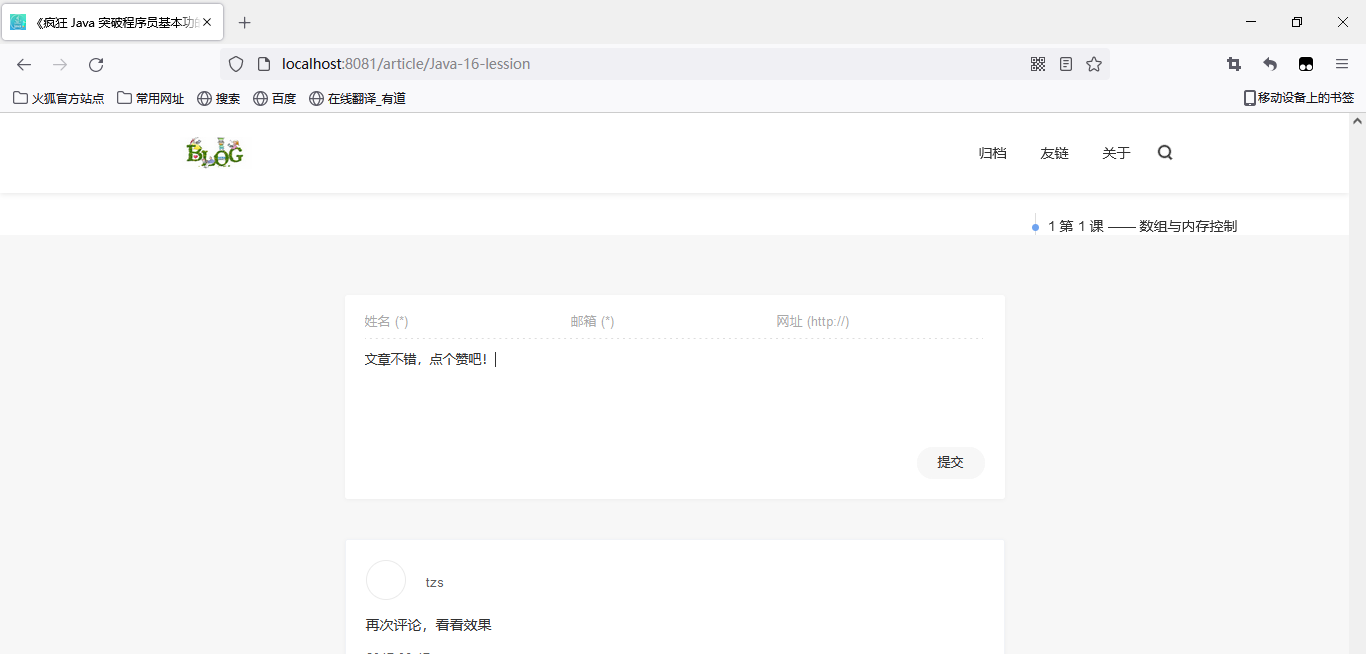 《疯狂 Java 突破程序员基本功的
localhost:8081/article/Java-16-lession
火狐官方站点 常用网址 搜索 百度 在线翻译_有道 移动设备上的书签
BLOG 归档 友链 关于
1 第 1 课 —— 数组与内存控制
姓名 (*) 邮箱 (*) 网址 (http://)
文章不错，点个赞吧！
提交
tzs
再次评论，看看效果